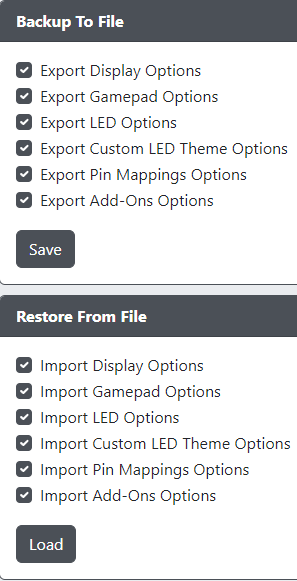 Backup To File
Export Display Options
Export Gamepad Options
Export LED Options
Export Custom LED Theme Options
Export Pin Mappings Options
Export Add-Ons Options
Save
Restore From File
Import Display Options
Import Gamepad Options
Import LED Options
Import Custom LED Theme Options
Import Pin Mappings Options
Import Add-Ons Options
Load